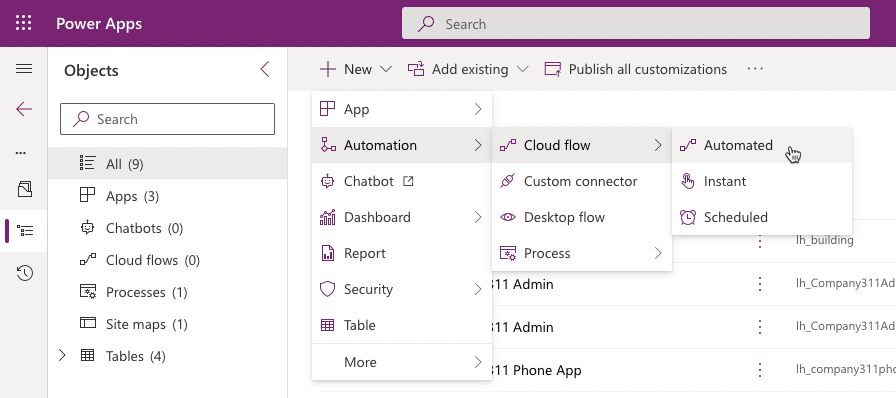 Power Apps
Search
Objects
New
Add existing
Publish all customizations
Search
All (9)
Apps (3)
Chatbots (0)
Cloud flows (0)
Processes (1)
Site maps (1)
Tables (4)
App
Automation
Chatbot
Dashboard
Report
Security
Table
More
Cloud flow
Custom connector
Desktop flow
Process
Automated
Instant
Scheduled
lh_building
311 Admin
lh_Company311Ad
311 Admin
lh_Company311Ad
311 Phone App
lh_company311pho